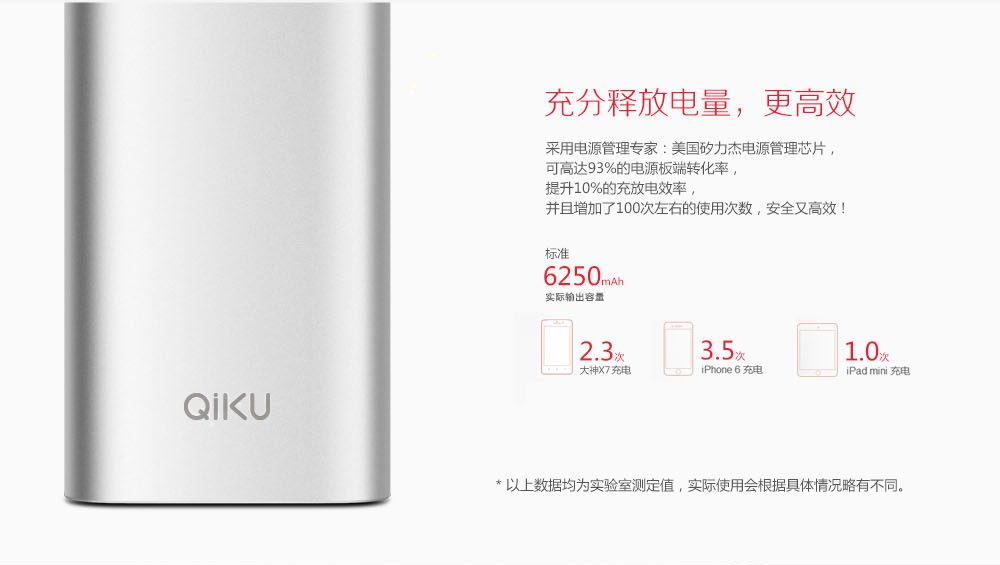 充分释放电量，更高效
采用电源管理专家：美国矽力杰电源管理芯片，
可高达93%的电源板端转化率，
提升10%的充放电效率，
并且增加了100次左右的使用次数，安全又高效！
标准
6250mAh
实际输出容量
2.3次
大神X7 充电
3.5次
iPhone 6 充电
1.0次
iPad mini 充电
QiKU
* 以上数据均为实验室测定值，实际使用会根据具体情况略有不同。